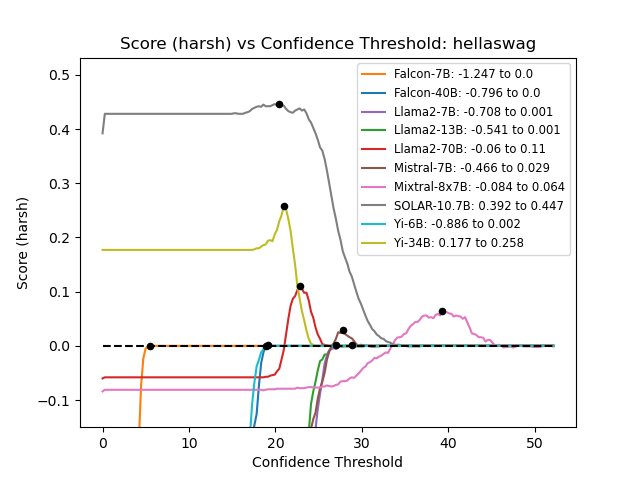 Score (harsh) vs Confidence Threshold: hellaswag
Score (harsh)
0.5
0.4
0.3
0.2
0.1
0.0
−0.1
Falcon-7B: -1.247 to 0.0
Falcon-40B: -0.796 to 0.0
Llama2-7B: -0.708 to 0.001
Llama2-13B: -0.541 to 0.001
Llama2-70B: -0.06 to 0.11
Mistral-7B: -0.466 to 0.029
Mixtral-8x7B: -0.084 to 0.064
SOLAR-10.7B: 0.392 to 0.447
Yi-6B: -0.886 to 0.002
Yi-34B: 0.177 to 0.258
0 10 20 30 40 50
Confidence Threshold